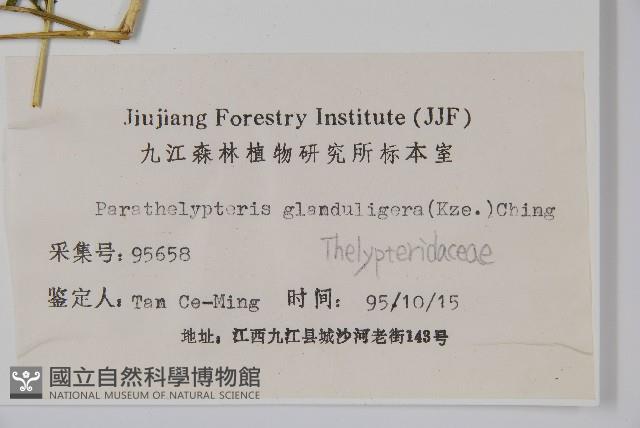 Jiujiang Forestry Institute (JJF)
九江森林植物研究所标本室
Parathelypteris glanduligera(Kze.)Ching
采集号：95658
Thelypteridaceae
鉴定人：Tan Ce-Ming 时间：95/10/15
地址：江西九江县城沙河老街143号
國立自然科學博物館
NATIONAL MUSEUM OF NATURAL SCIENCE